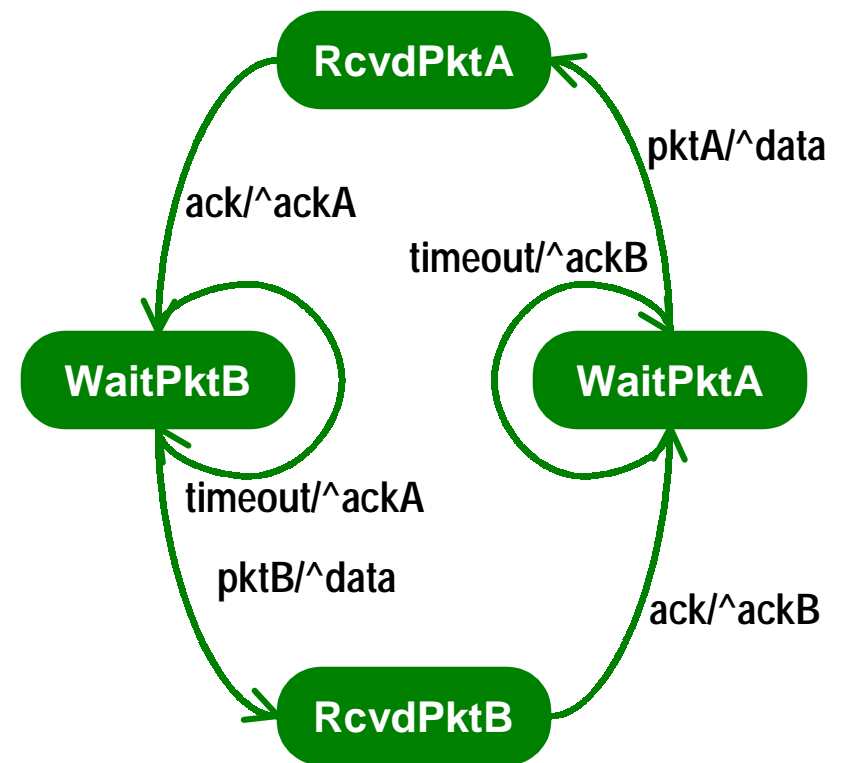 RcvdPktA
pktA/^data
ack/^ackA
timeout/^ackB
WaitPktB
WaitPktA
timeout/^ackA
pktB/^data
ack/^ackB
RcvdPktB